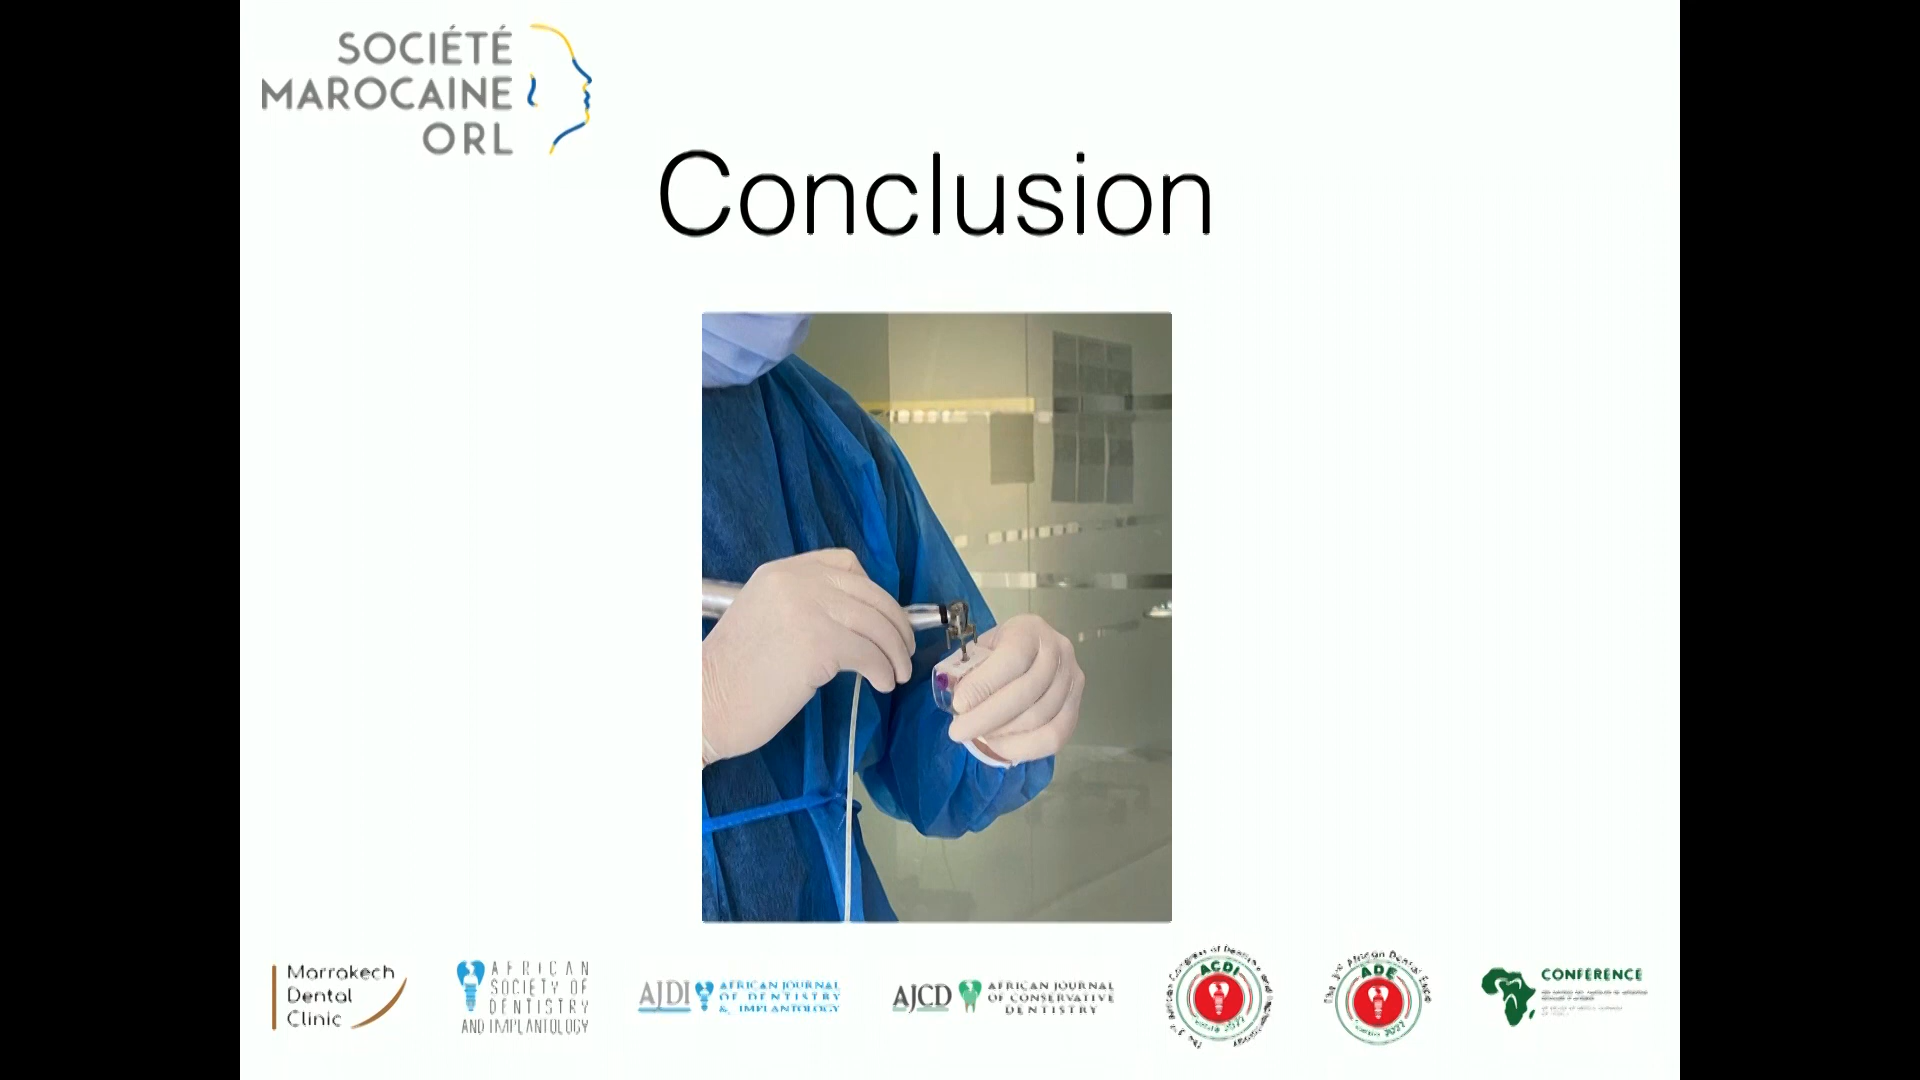 SOCIÉTÉ
MAROCAINE
ORL
Conclusion
Marrakech
Dental
Clinic
AFRICAN
SOCIETY OF
DENTISTRY
AND IMPLANTOLOGY
AJDI
AFRICAN JOURNAL
OF DENTISTRY
& IMPLANTOLOGY
AJCD
AFRICAN JOURNAL
OF CONSERVATIVE
DENTISTRY
ACDI
ADE
CONFERENCE